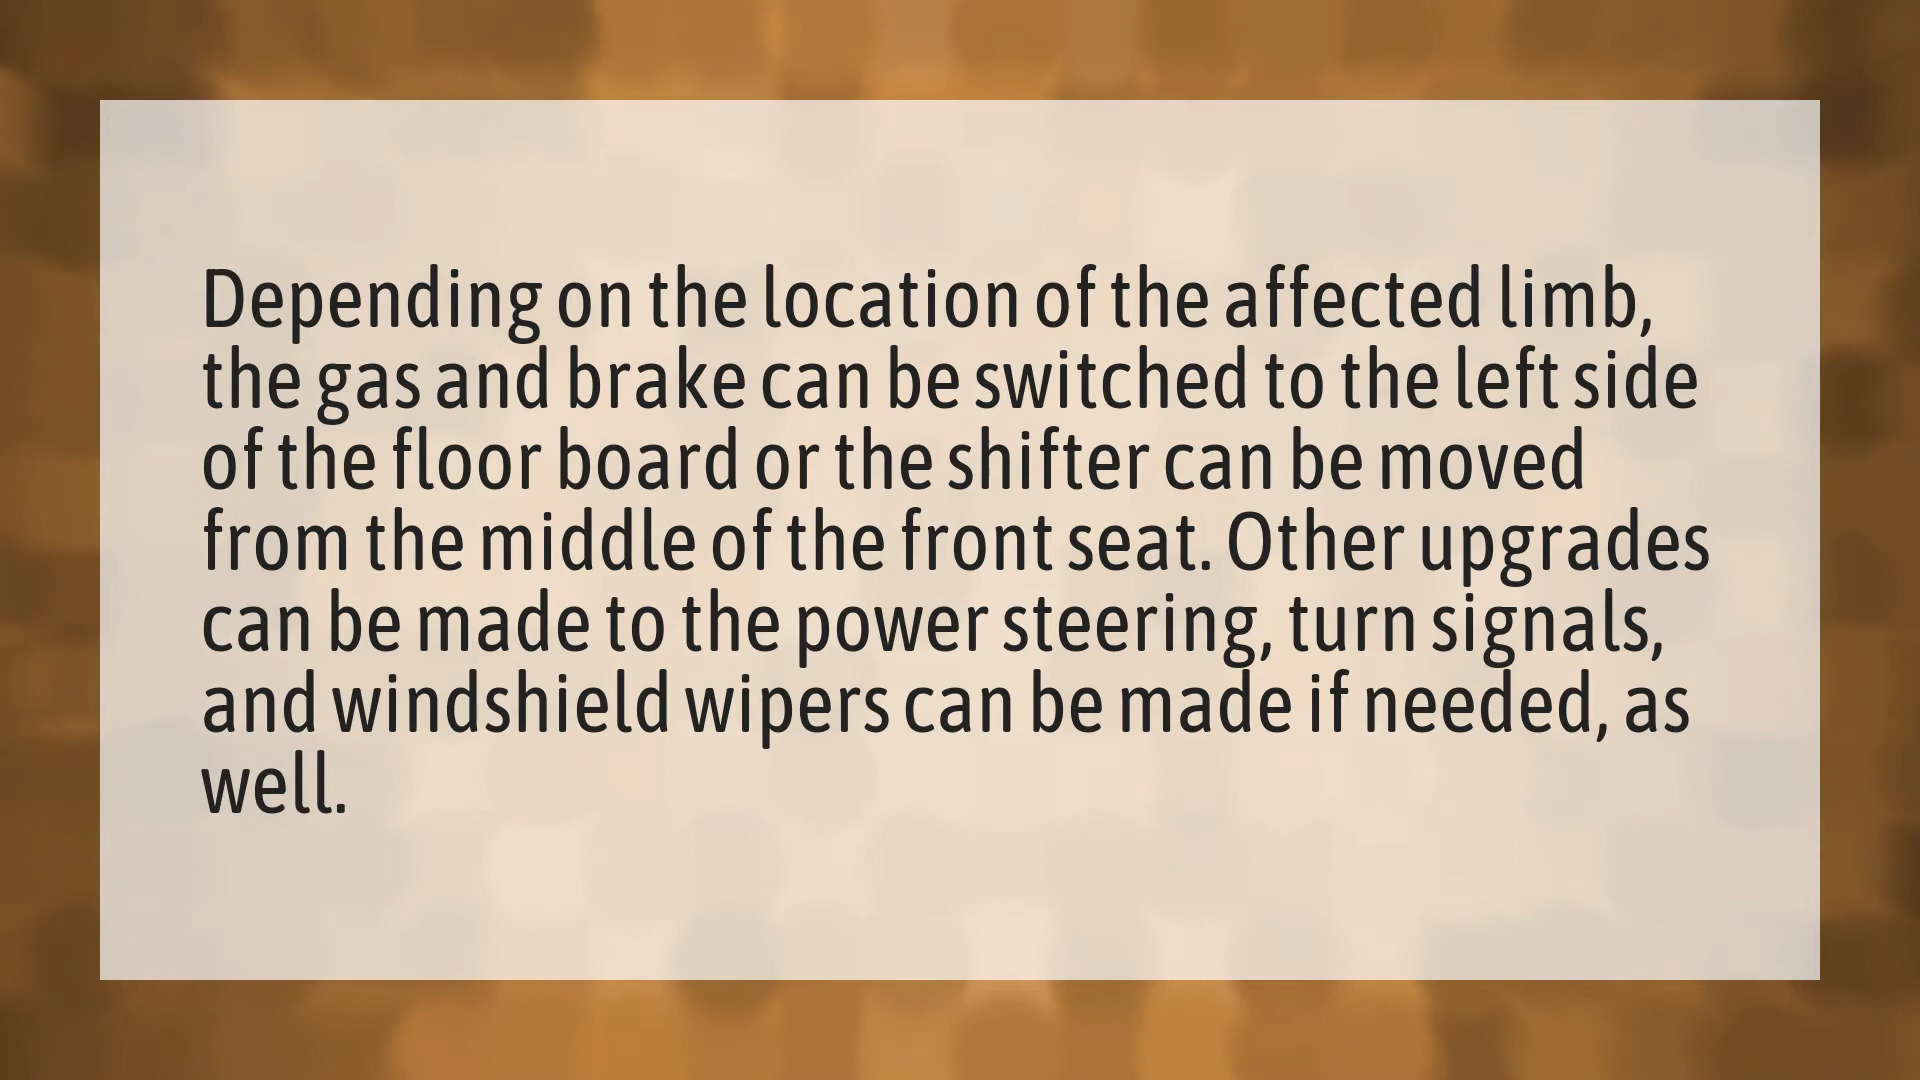 Depending on the location of the affected limb,
the gas and brake can be switched to the left side
of the floor board or the shifter can be moved
from the middle of the front seat. Other upgrades
can be made to the power steering, turn signals,
and windshield wipers can be made if needed, as
well.